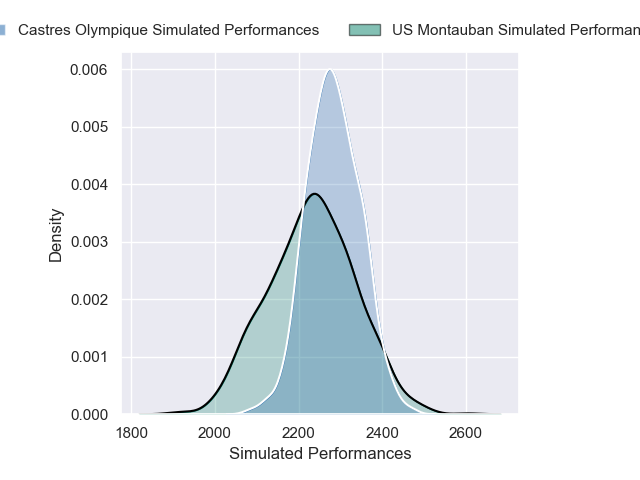 Castres Olympique Simulated Performances US Montauban Simulated Performan
0.006
0.005
0.004
0.003
0.002
0.001
0.000
Density
1800 2000 2200 2400 2600
Simulated Performances